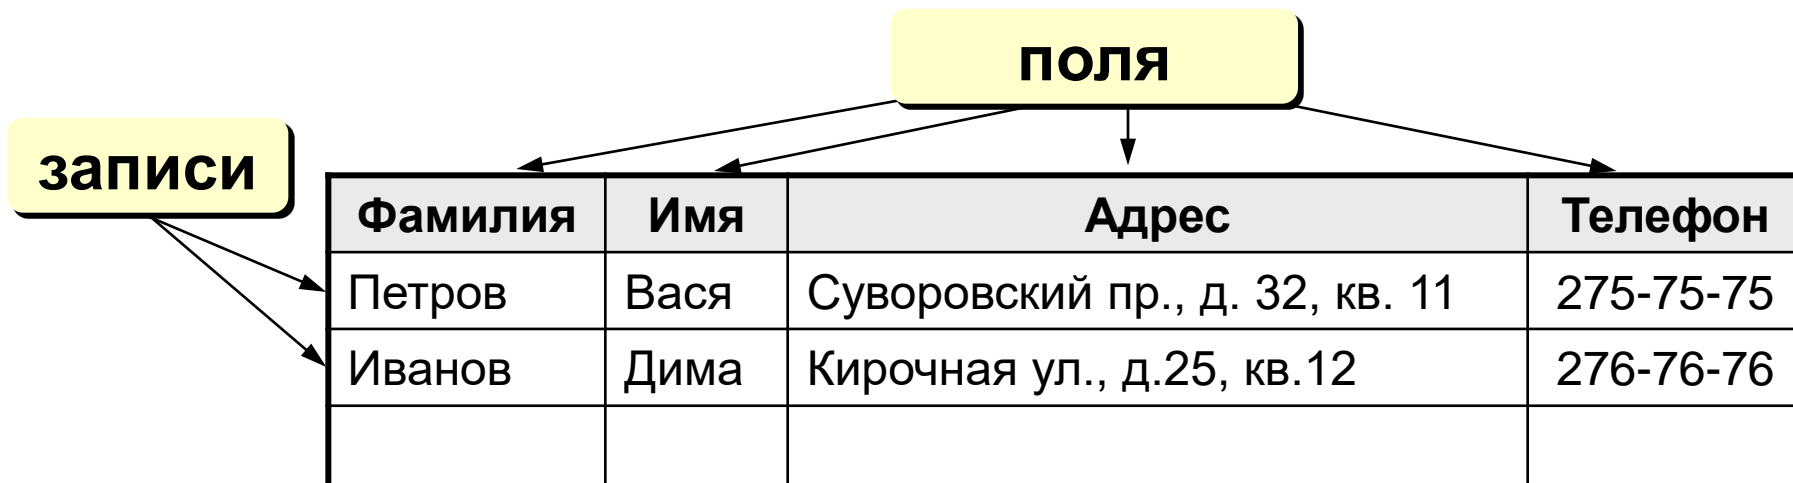 поля
записи
Фамилия Имя Адрес Телефон
Петров Вася Суворовский пр., д. 32, кв. 11 275-75-75
Иванов Дима Кирочная ул., д.25, кв.12 276-76-76